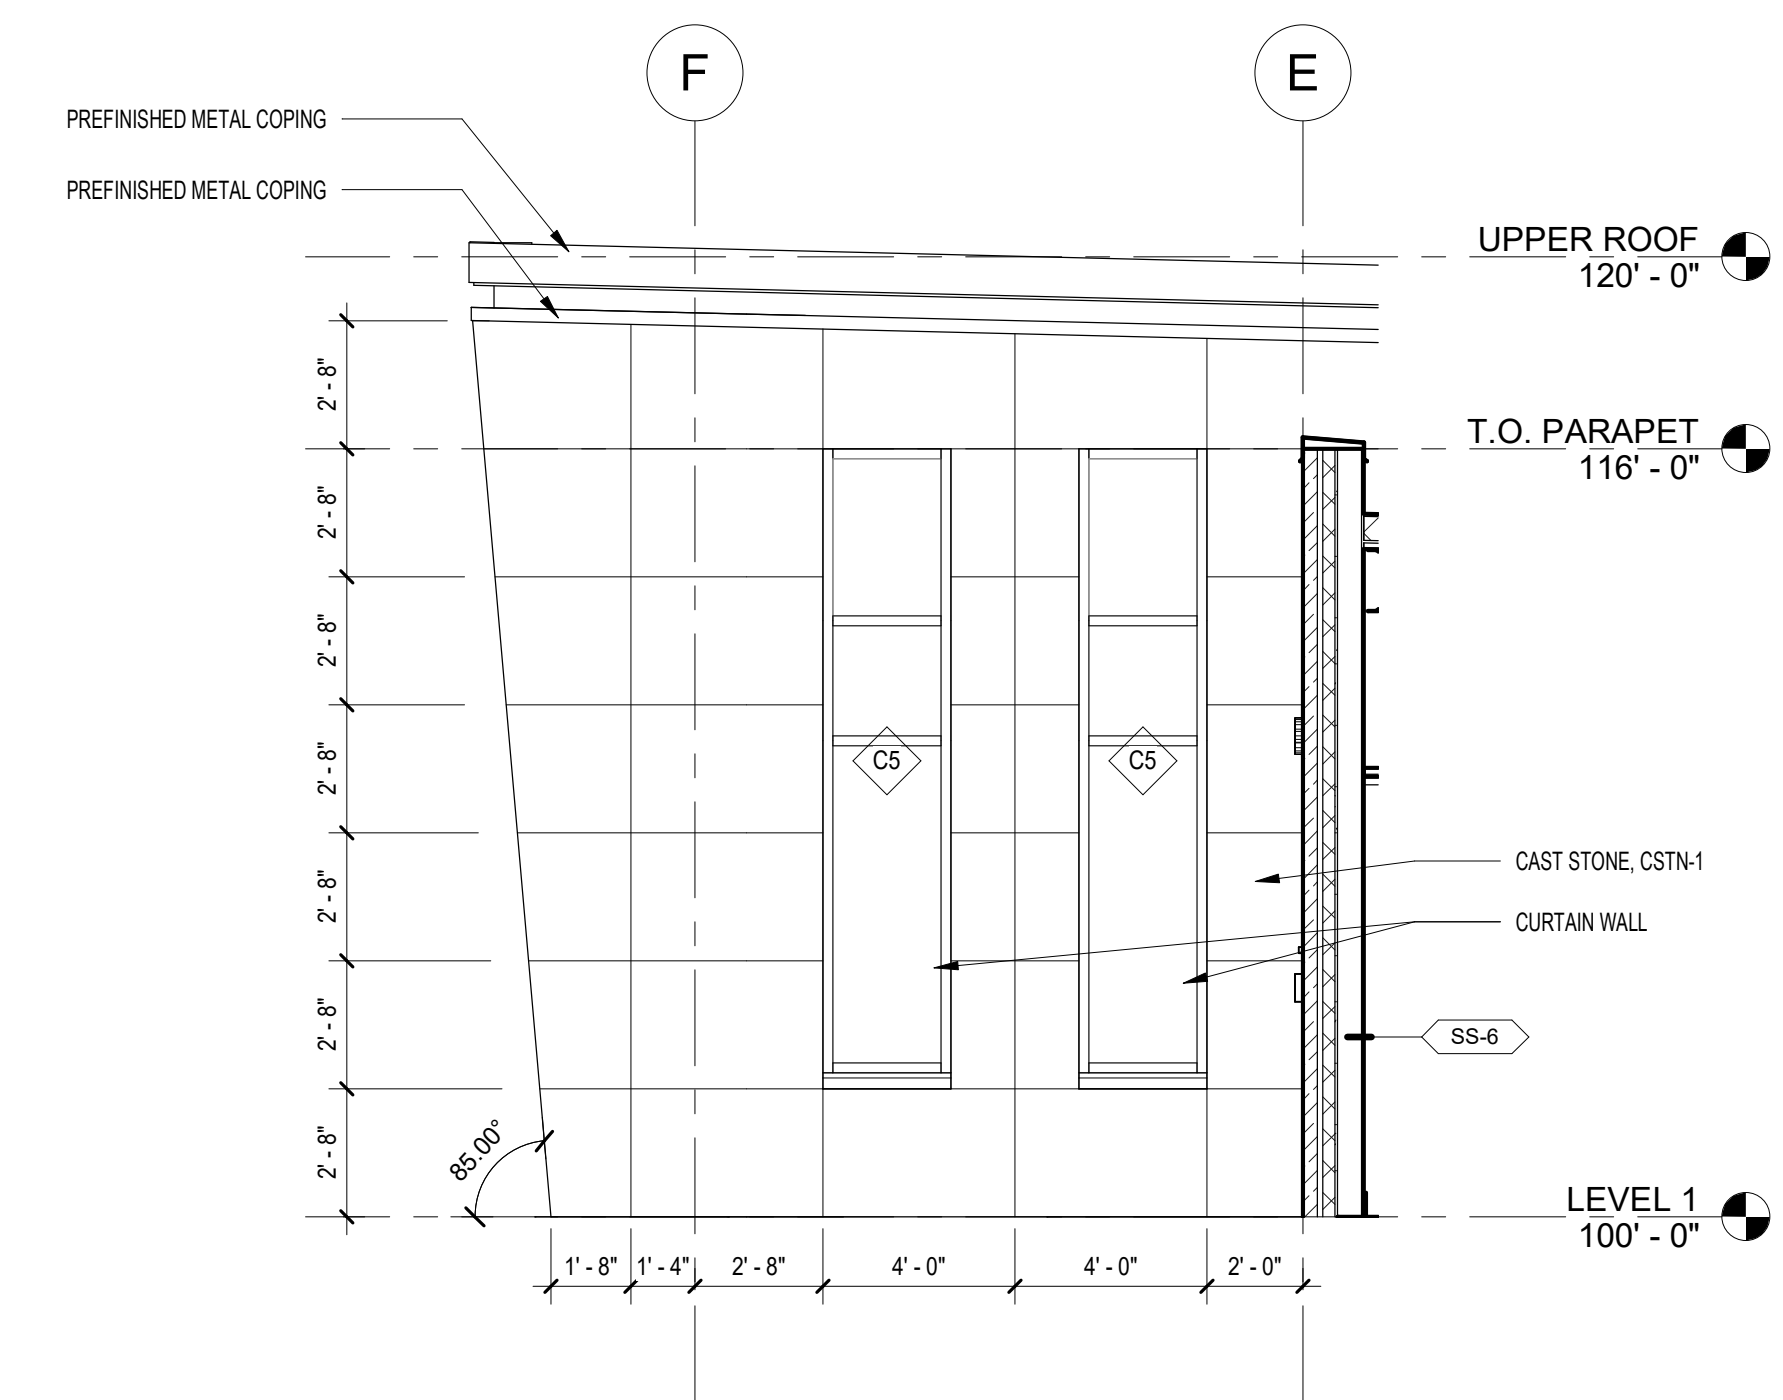 F
E
PREFINISHED METAL COPING
PREFINISHED METAL COPING
UPPER ROOF
120' - 0"
2' - 8"
T.O. PARAPET
116' - 0"
2' - 8"
2' - 8"
2' - 8"
C5
C5
2' - 8"
CAST STONE, CSTN-1
CURTAIN WALL
2' - 8"
SS-6
2' - 8"
85.00°
LEVEL 1
100' - 0"
1' - 8"
1' - 4"
2' - 8"
4' - 0"
4' - 0"
2' - 0"